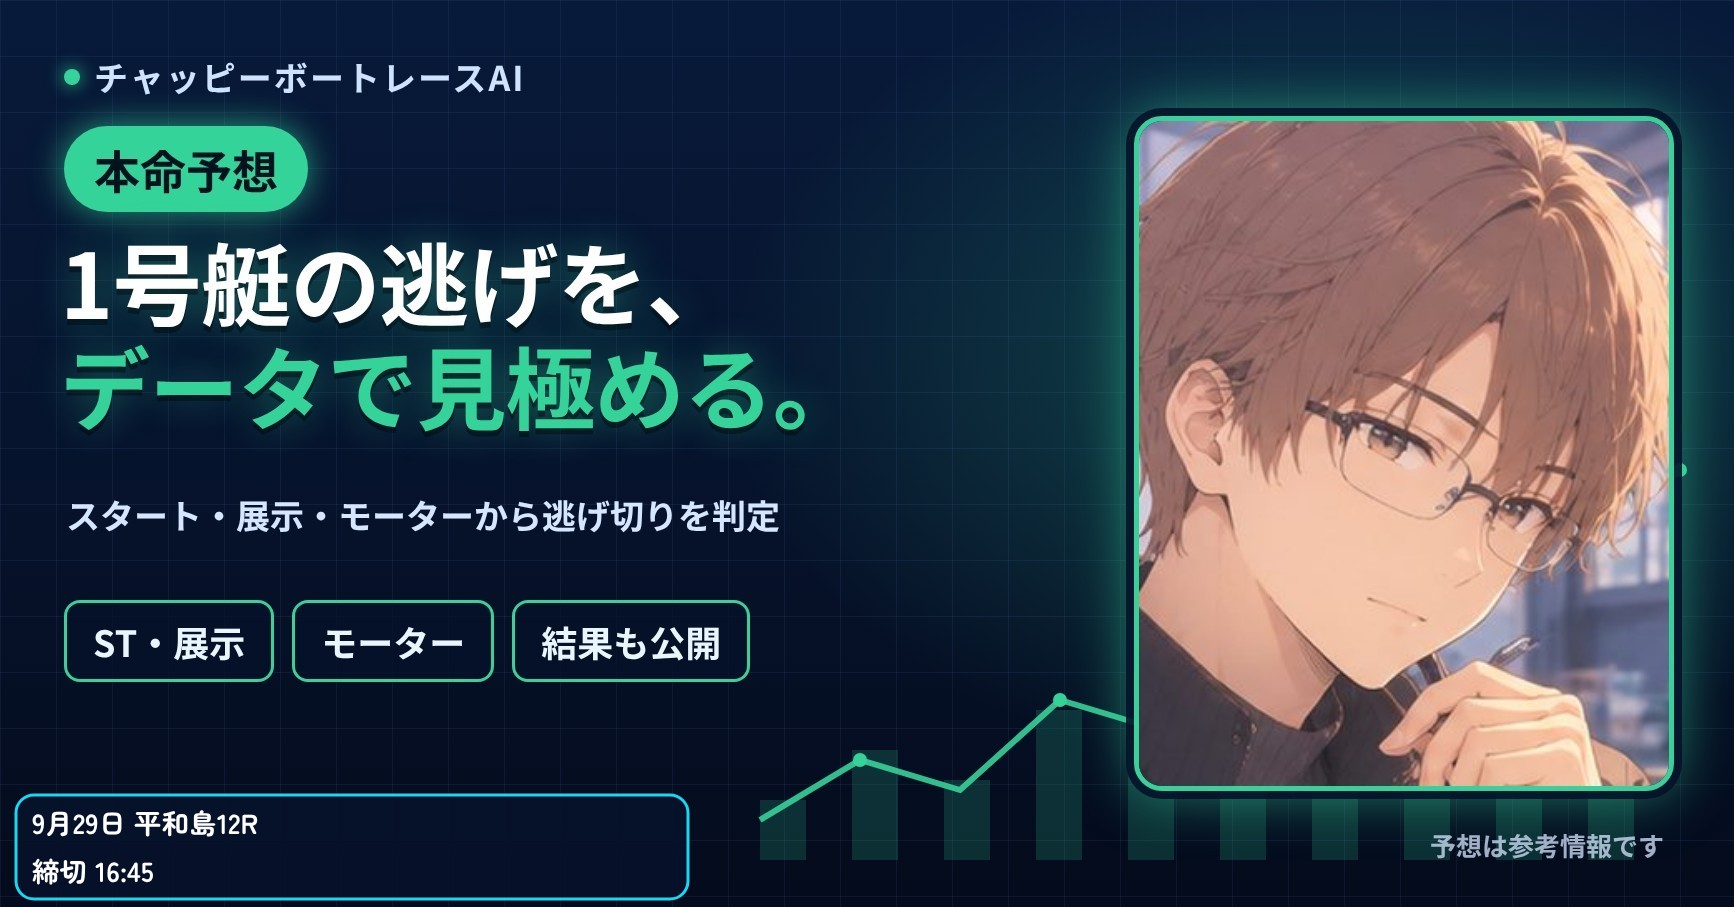 チャッピーボートレースAI
本命予想
1号艇の逃げを、
データで見極める。
スタート・展示・モーターから逃げ切りを判定
ST・展示
モーター
結果も公開
9月29日 平和島12R
締切 16:45
予想は参考情報です